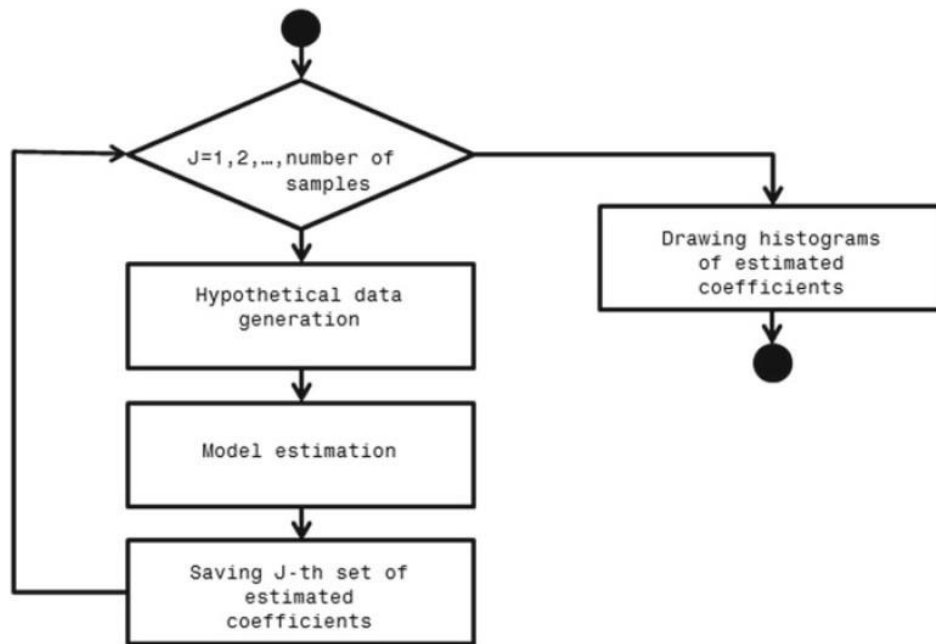 J=1,2,…,number of
samples
Hypothetical data
generation
Model estimation
Saving J-th set of
estimated
coefficients
Drawing histograms
of estimated
coefficients